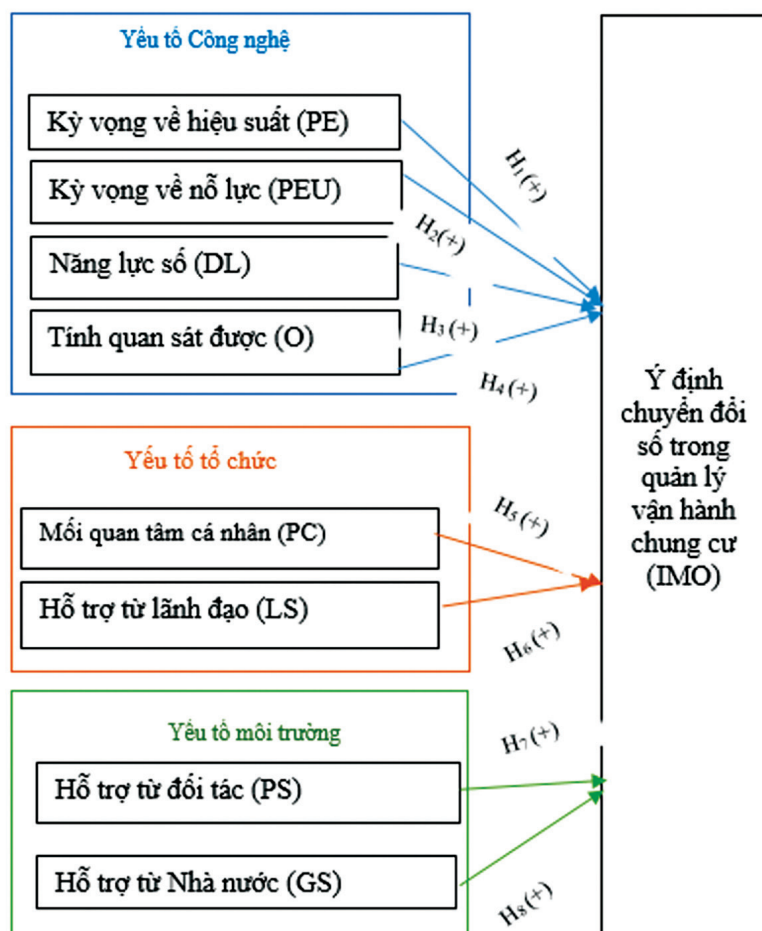 Yếu tố Công nghệ
Kỳ vọng về hiệu suất (PE)
Kỳ vọng về nỗ lực (PEU)
Năng lực số (DL)
Tính quan sát được (O)
H₁(+)
H₂(+)
H₃(+)
H₄(+)
Yếu tố tổ chức
Mối quan tâm cá nhân (PC)
Hỗ trợ từ lãnh đạo (LS)
H₅(+)
H₆(+)
Yếu tố môi trường
Hỗ trợ từ đối tác (PS)
Hỗ trợ từ Nhà nước (GS)
H₇(+)
H₈(+)
Ý định
chuyển đổi
số trong
quản lý
vận hành
chung cư
(IMO)